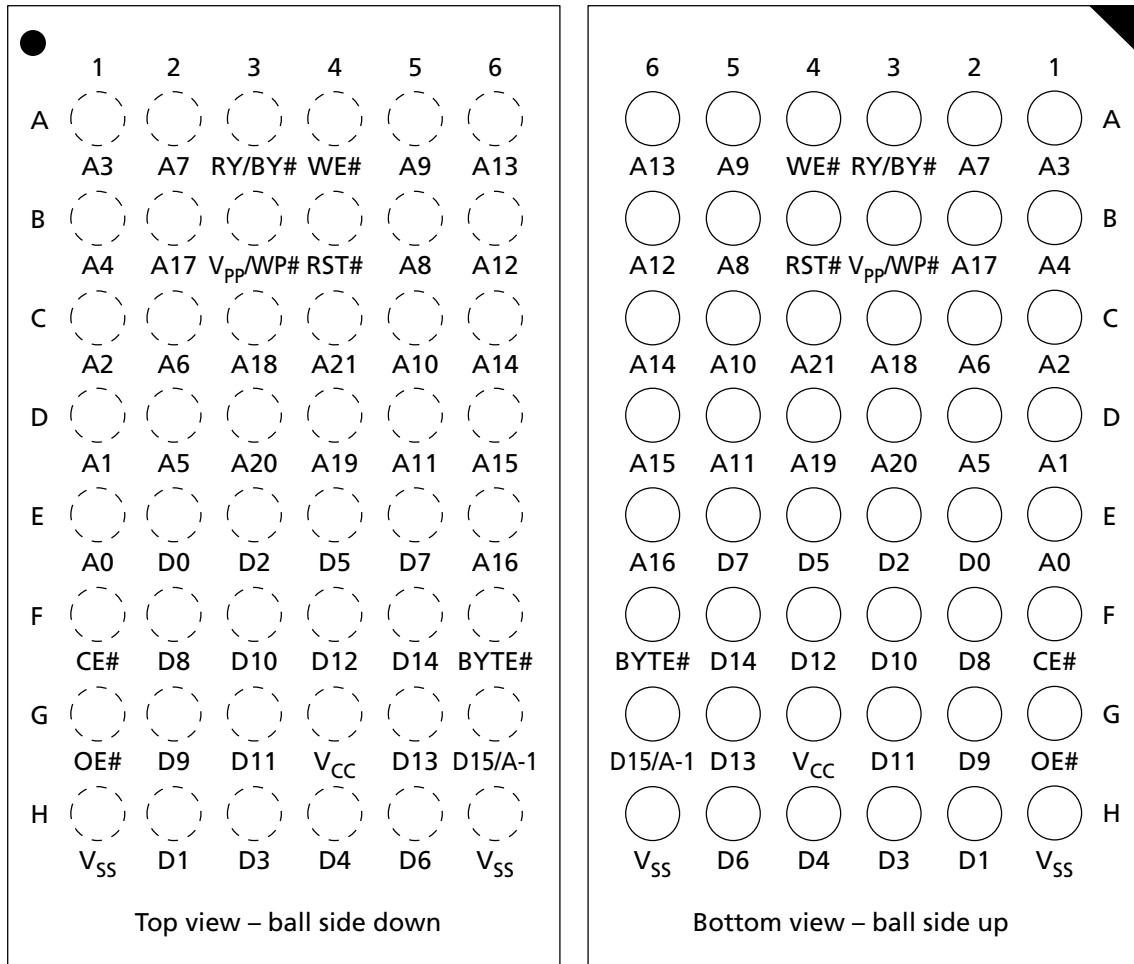 1 2 3 4 5 6
A
A3 A7 RY/BY# WE# A9 A13
B
A4 A17 VPP/WP# RST# A8 A12
C
A2 A6 A18 A21 A10 A14
D
A1 A5 A20 A19 A11 A15
E
A0 D0 D2 D5 D7 A16
F
CE# D8 D10 D12 D14 BYTE#
G
OE# D9 D11 VCC D13 D15/A-1
H
VSS D1 D3 D4 D6 VSS
Top view – ball side down
6 5 4 3 2 1
A
A13 A9 WE# RY/BY# A7 A3
B
A12 A8 RST# VPP/WP# A17 A4
C
A14 A10 A21 A18 A6 A2
D
A15 A11 A19 A20 A5 A1
E
A16 D7 D5 D2 D0 A0
F
BYTE# D14 D12 D10 D8 CE#
G
D15/A-1 D13 VCC D11 D9 OE#
H
VSS D6 D4 D3 D1 VSS
Bottom view – ball side up